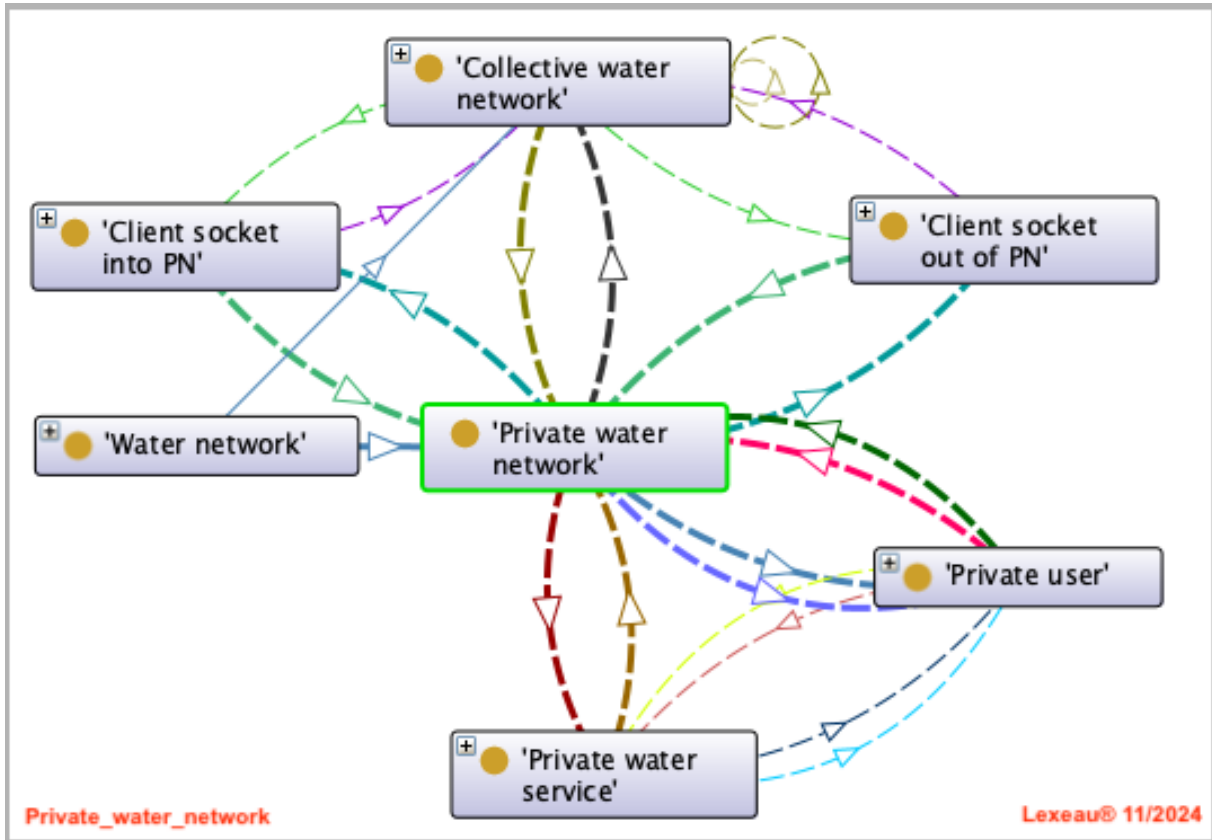 'Collective water
network'
'Client socket
into PN'
'Client socket
out of PN'
'Water network'
'Private water
network'
'Private user'
'Private water
service'
Private_water_network
Lexeau® 11/2024